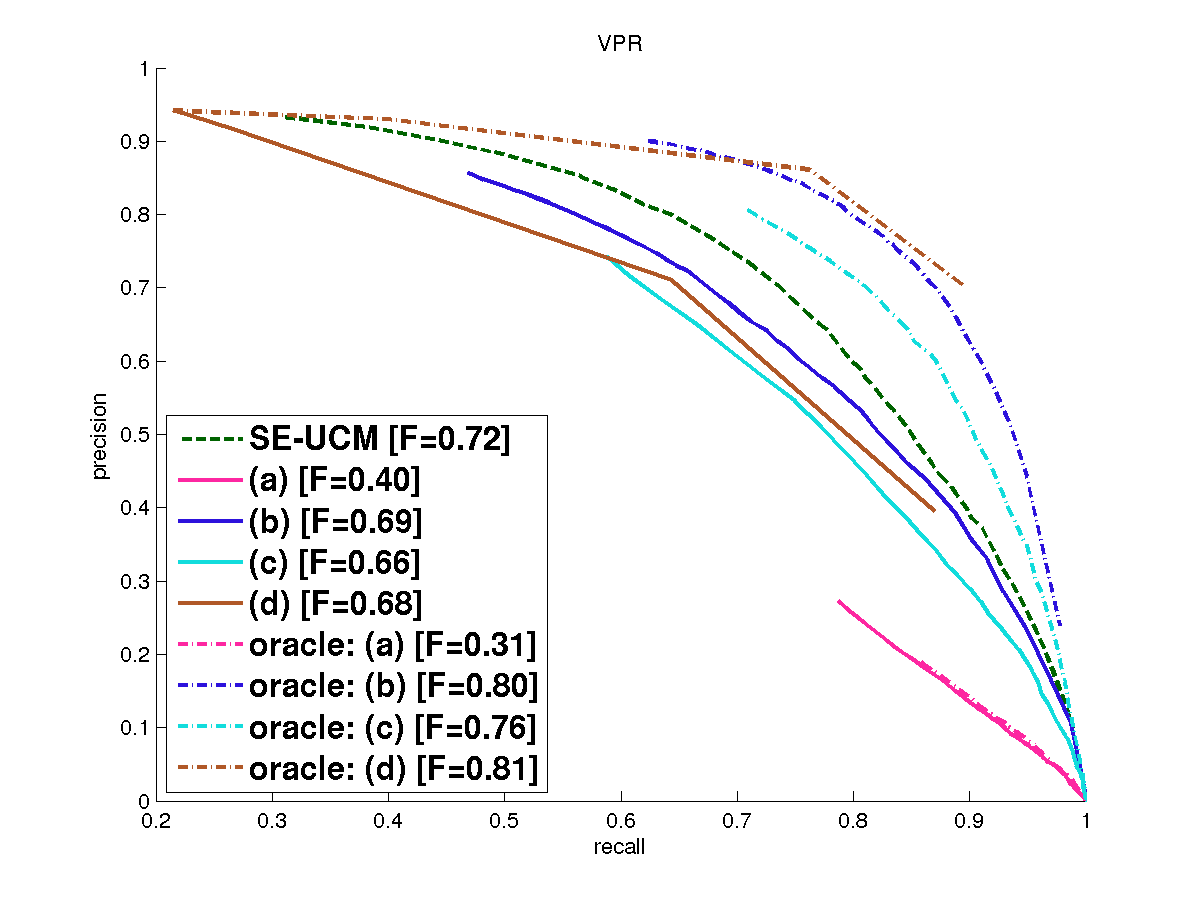 VPR
1
0.9
0.8
0.7
0.6
0.5
0.4
0.3
0.2
0.1
0
precision
SE-UCM [F=0.72]
(a) [F=0.40]
(b) [F=0.69]
(c) [F=0.66]
(d) [F=0.68]
oracle: (a) [F=0.31]
oracle: (b) [F=0.80]
oracle: (c) [F=0.76]
oracle: (d) [F=0.81]
0.2 0.3 0.4 0.5 0.6 0.7 0.8 0.9 1
recall